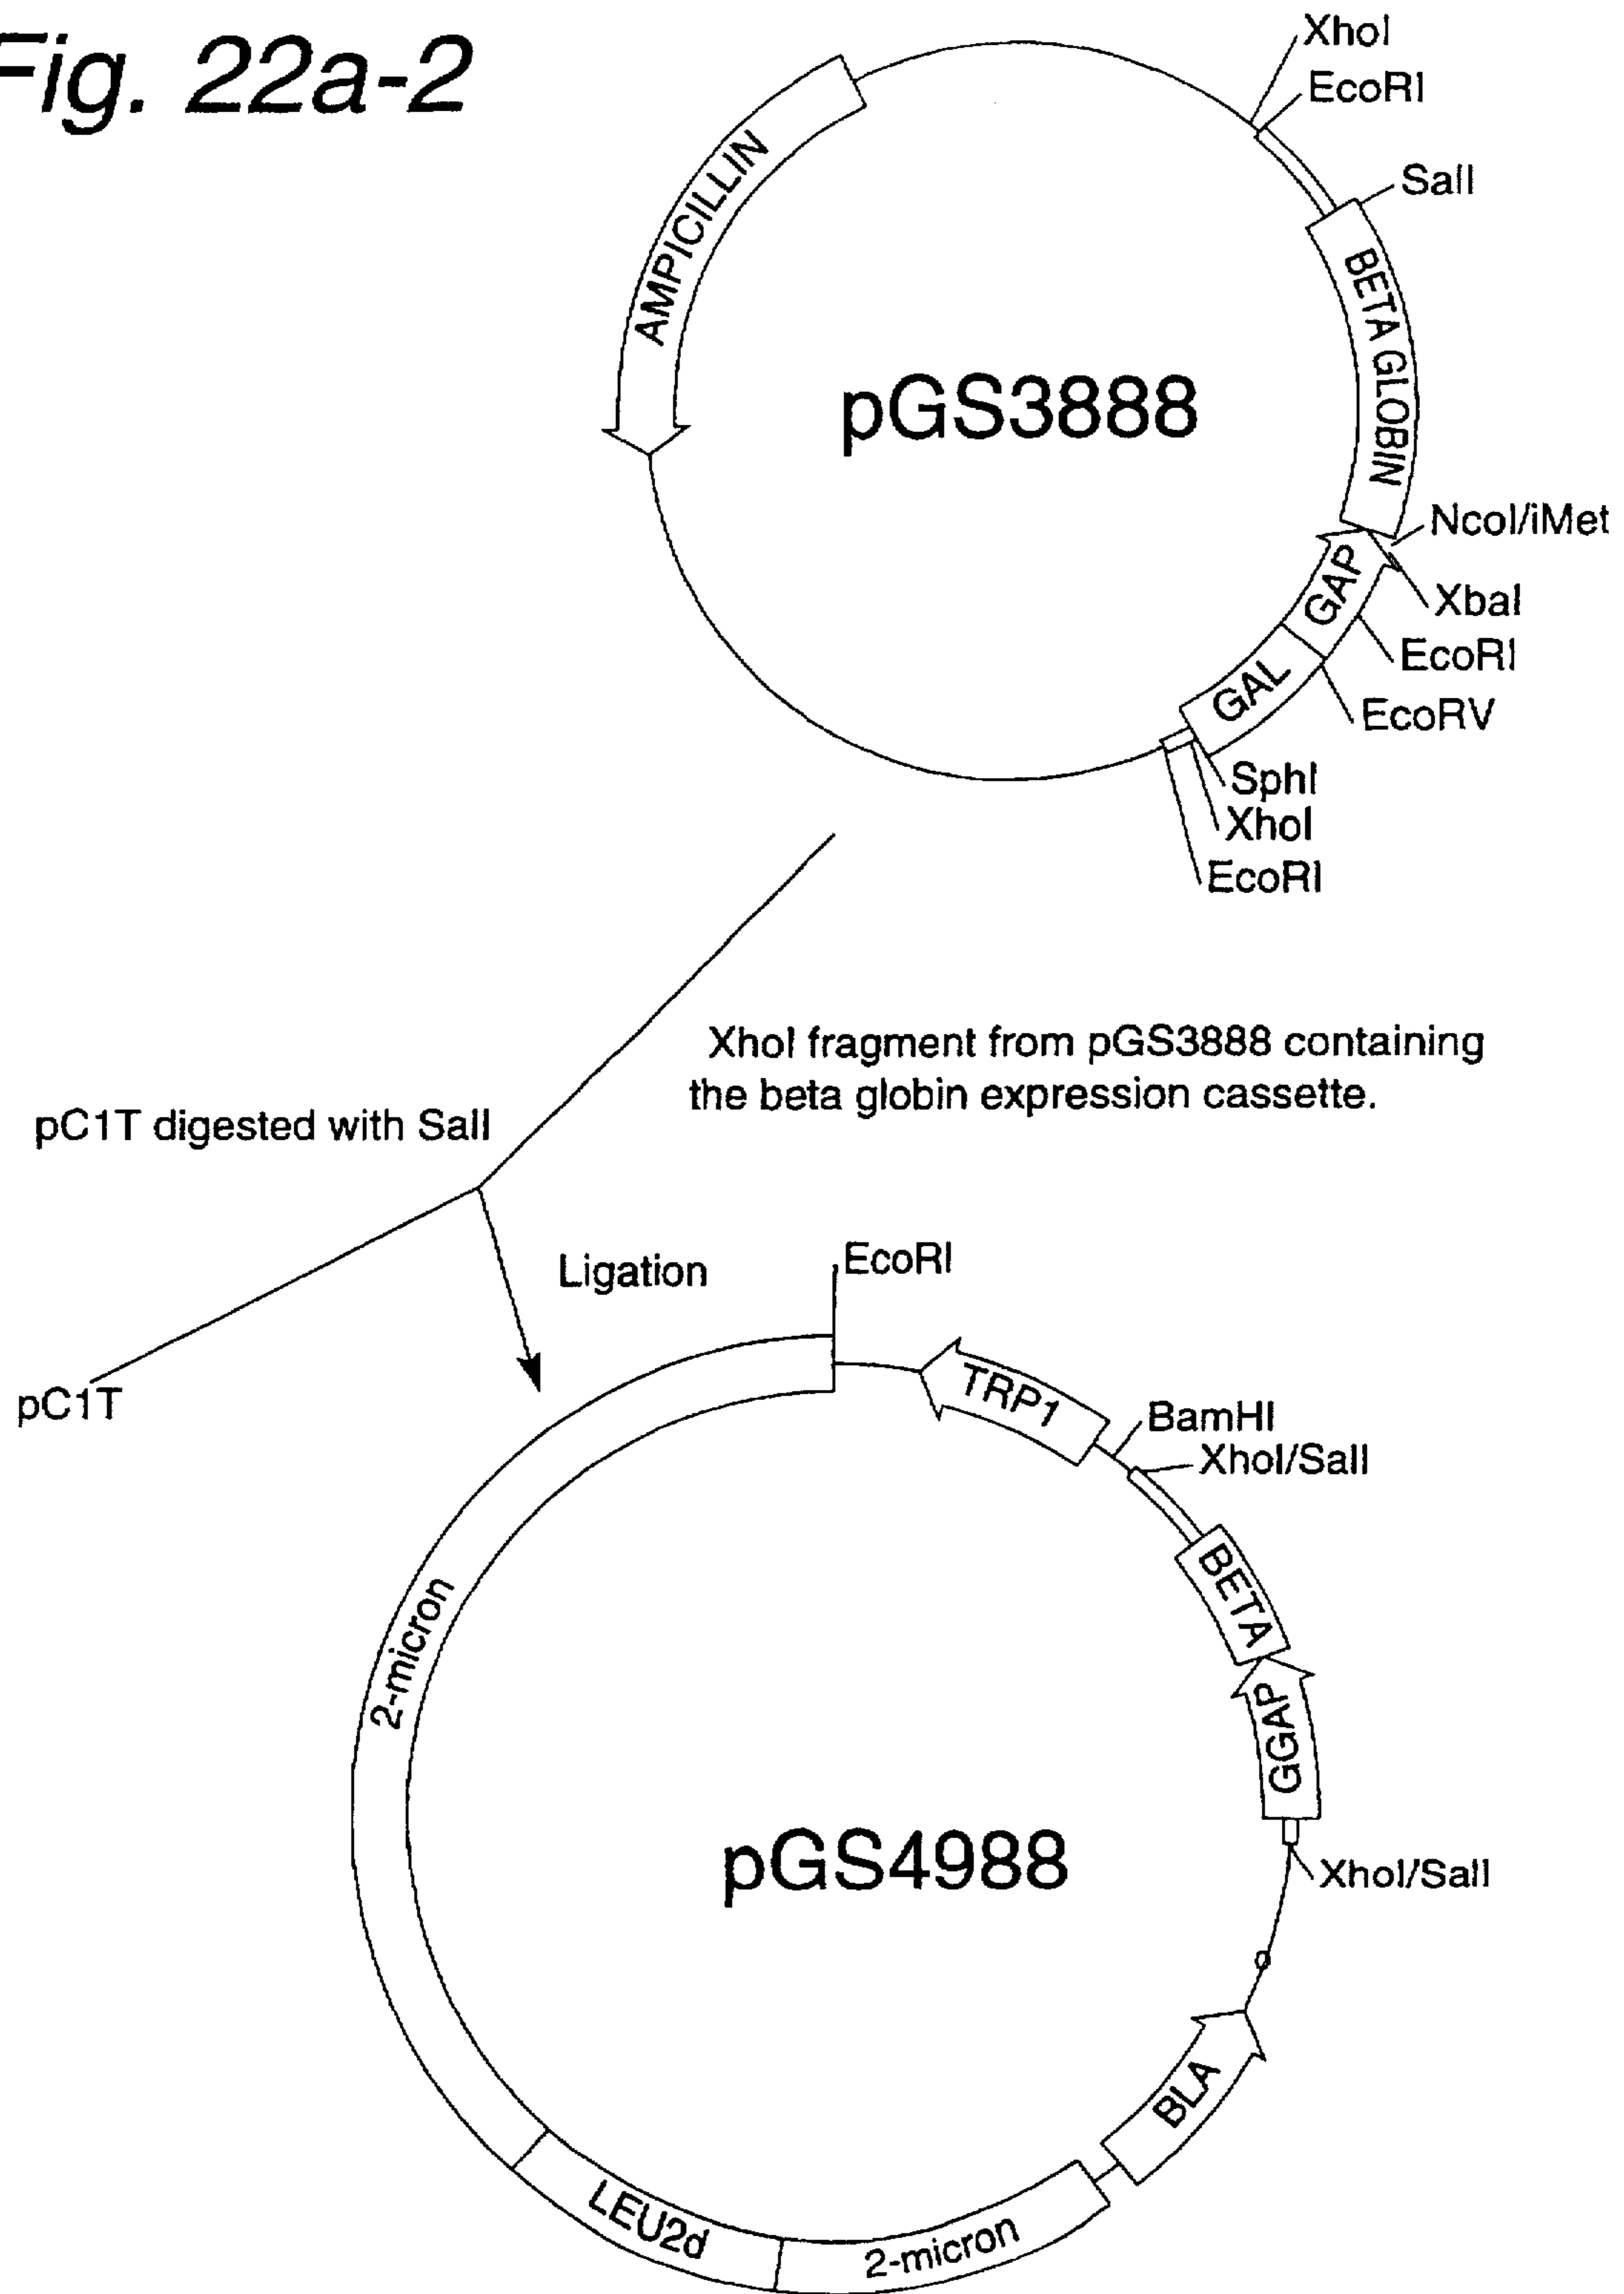 Fig. 22a-2
XhoI
EcoRI
SalI
AMPICILLIN
BETA GLOBIN
pGS3888
NcoI/iMet
GAP
XbaI
EcoRI
GAL
EcoRV
SphI
XhoI
EcoRI
XhoI fragment from pGS3888 containing
the beta globin expression cassette.
pC1T digested with SalI
Ligation
EcoRI
pC1T
TRP1
BamHI
XhoI/SalI
BETA
2-micron
GGAP
pGS4988
XhoI/SalI
BLA
LEU2d
2-micron